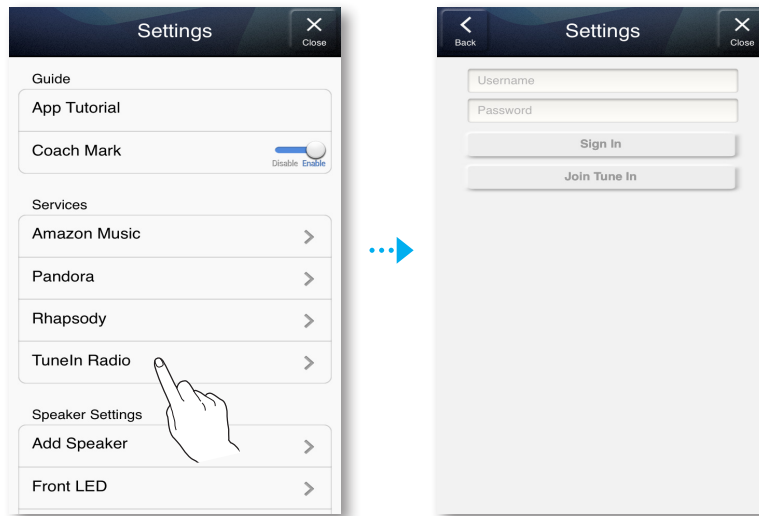 Settings
Close
Guide
App Tutorial
Coach Mark
Disable Enable
Services
Amazon Music
Pandora
Rhapsody
TuneIn Radio
Speaker Settings
Add Speaker
Front LED
Back
Settings
Close
Username
Password
Sign In
Join Tune In